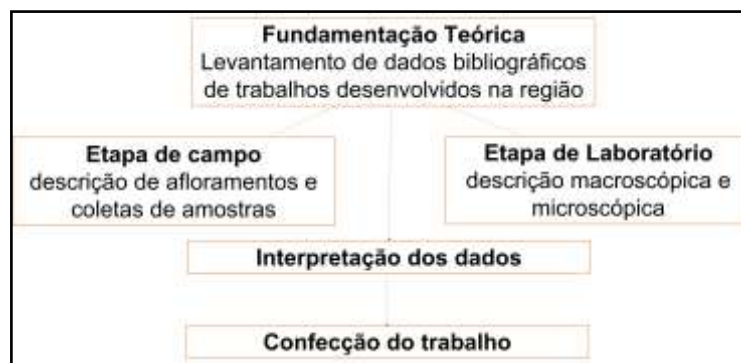 Fundamentação Teórica
Levantamento de dados bibliográficos
de trabalhos desenvolvidos na região
Etapa de campo
descrição de afloramentos e
coletas de amostras
Etapa de Laboratório
descrição macroscópica e
microscópica
Interpretação dos dados
Confecção do trabalho